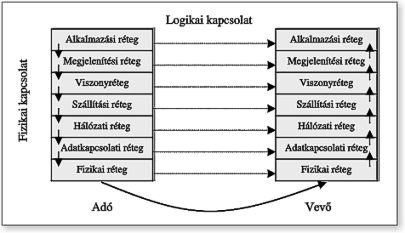 Logikai kapcsolat
Fizikai kapcsolat
Alkalmazási réteg
Megjelenítési réteg
Viszonyréteg
Szállítási réteg
Hálózati réteg
Adatkapcsolati réteg
Fizikai réteg
Alkalmazási réteg
Megjelenítési réteg
Viszonyréteg
Szállítási réteg
Hálózati réteg
Adatkapcsolati réteg
Fizikai réteg
Adó
Vevő